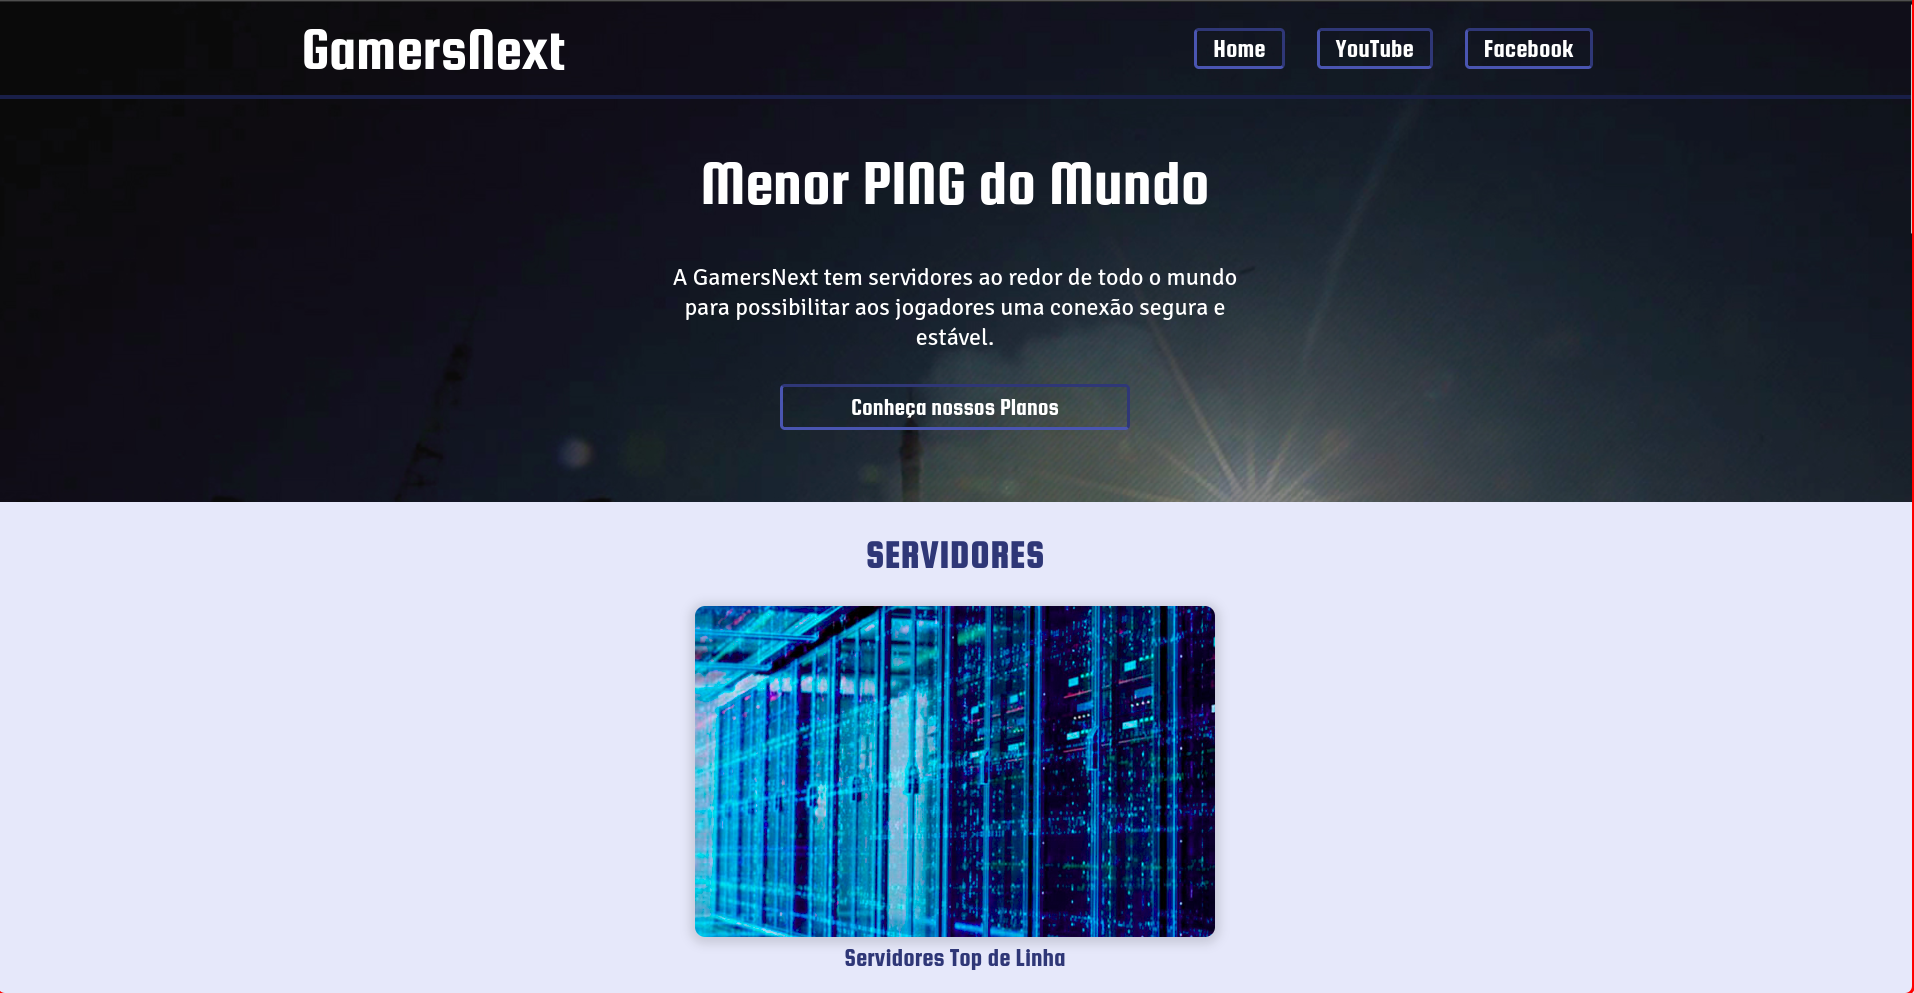 GamersNext
Home
YouTube
Facebook
Menor PING do Mundo
A GamersNext tem servidores ao redor de todo o mundo
para possibilitar aos jogadores uma conexão segura e
estável.
Conheça nossos Planos
SERVIDORES
Servidores Top de Linha